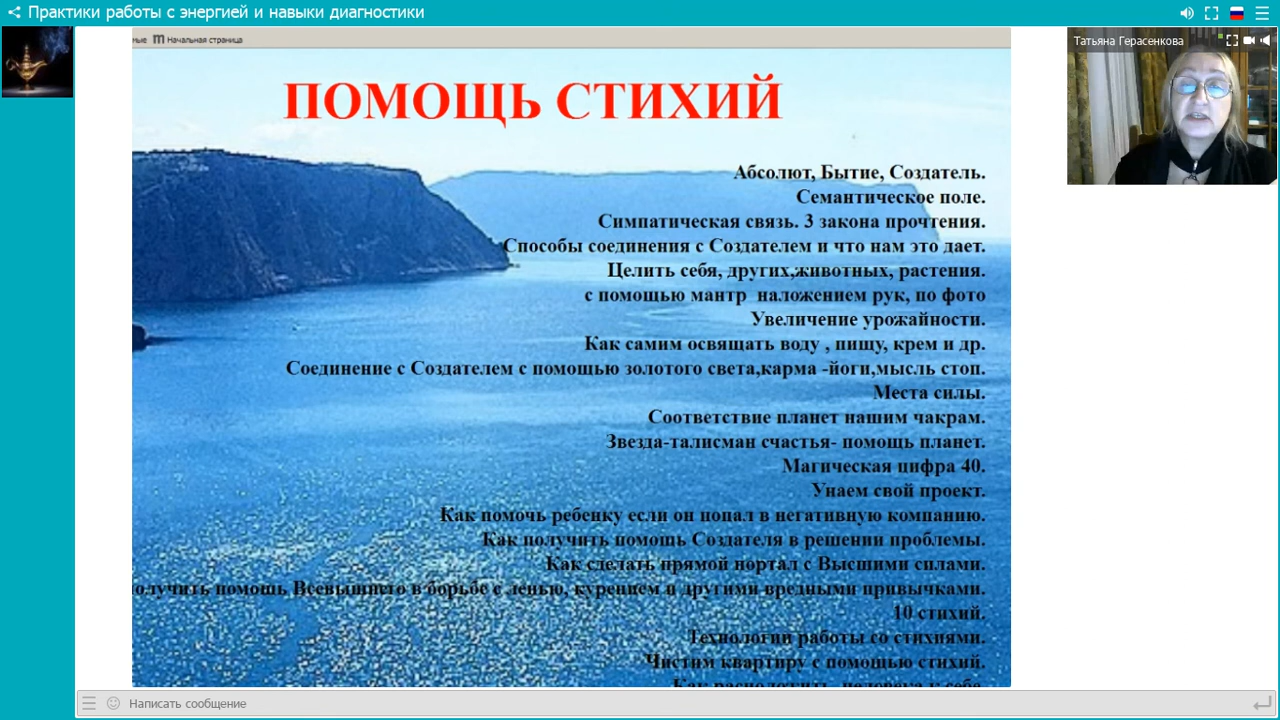 Практики работы с энергией и навыки диагностики
мые Начальная страница
Татьяна Герасенкова
ПОМОЩЬ СТИХИЙ
Абсолют, Бытие, Создатель.
Семантическое поле.
Симпатическая связь. 3 закона прочтения.
Способы соединения с Создателем и что нам это дает.
Целить себя, других,животных, растения.
с помощью мантр наложением рук, по фото
Увеличение урожайности.
Как самим освящать воду , пищу, крем и др.
Соединение с Создателем с помощью золотого света,карма -йоги,мысль стоп.
Места силы.
Соответствие планет нашим чакрам.
Звезда-талисман счастья- помощь планет.
Магическая цифра 40.
Унаем свой проект.
Как помочь ребенку если он попал в негативную компанию.
Как получить помощь Создателя в решении проблемы.
Как сделать прямой портал с Высшими силами.
олучить помощь Всевышнего в борьбе с ленью, курением и другими вредными привычками.
10 стихий.
Технологии работы со стихиями.
Чистим квартиру с помощью стихий.
Как расположить человека к себе.
Написать сообщение